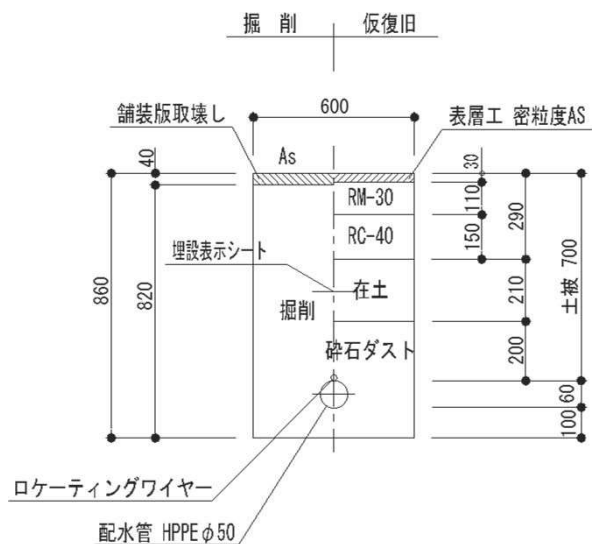 掘 削 仮復旧
600
舗装版取壊し 表層工 密粒度AS
As
40
30
RM-30
110
290
RC-40
150
埋設表示シート
土被 700
860
820
在土
210
掘削
砕石ダスト
200
60
100
ロケーティングワイヤー
配水管 HPPEφ50